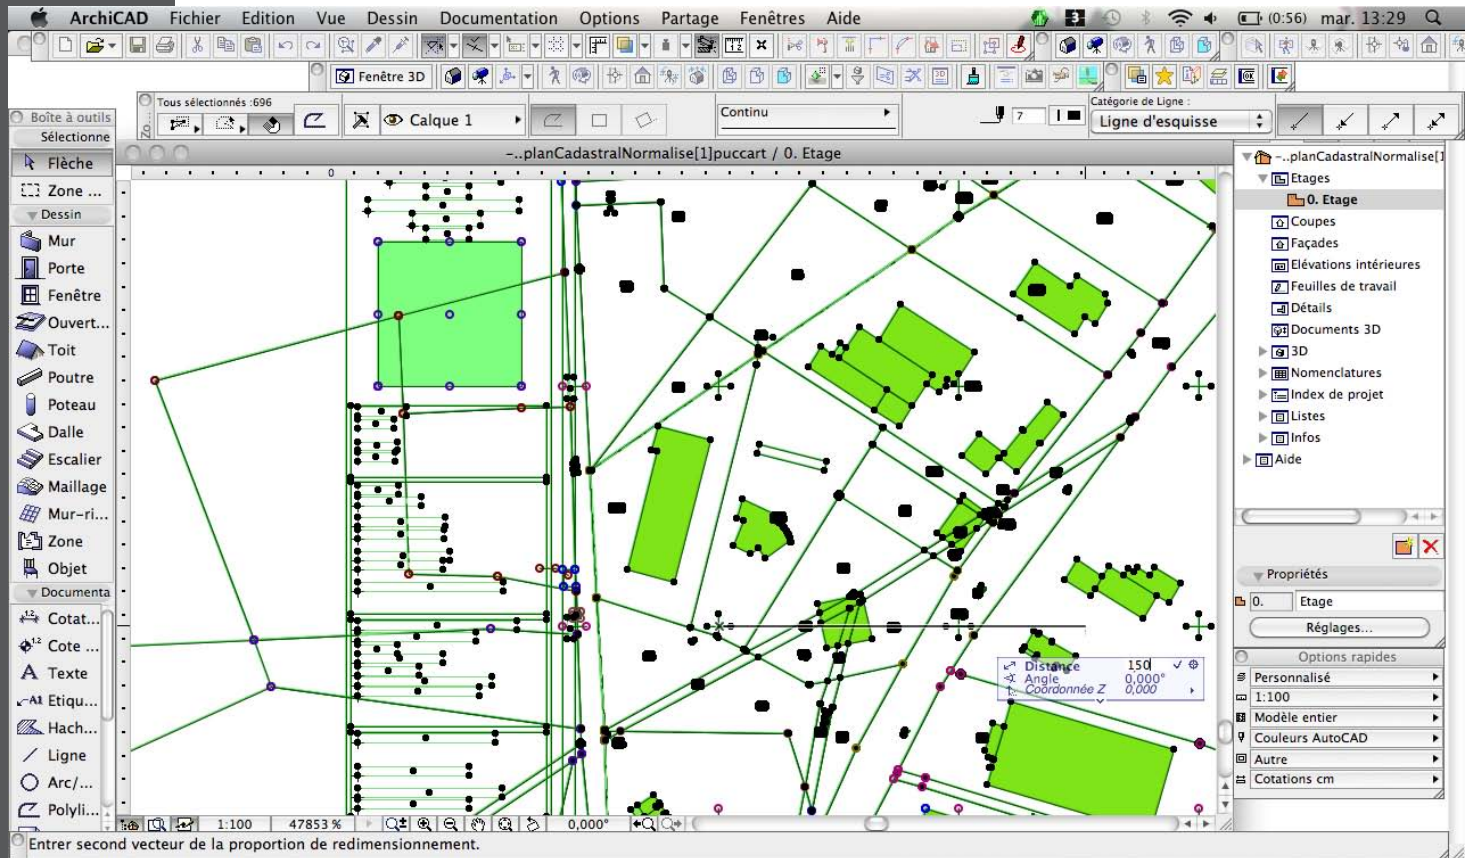 ArchiCAD Fichier Edition Vue Dessin Documentation Options Partage Fenêtres Aide 3 (0:56) mar. 13:29
Fenêtre 3D
Tous sélectionnés :696
Calque 1
Continu
7
Catégorie de Ligne :
Ligne d'esquisse
Boîte à outils
Sélectionne
Flèche
Zone ...
Dessin
Mur
Porte
Fenêtre
Ouvert...
Toit
Poutre
Poteau
Dalle
Escalier
Maillage
Mur-ri...
Zone
Objet
Documenta
Cotat...
Cote ...
Texte
Etiqu...
Hach...
Ligne
Arc/...
Polyli...
-..planCadastralNormalise[1]puccart / 0. Etage
0
Distance 150
Angle 0,000°
Coordonnée Z 0,000
1:100 47853 % 0,000°
-..planCadastralNormalise[1]
Etages
0. Etage
Coupes
Façades
Elévations intérieures
Feuilles de travail
Détails
Documents 3D
3D
Nomenclatures
Index de projet
Listes
Infos
Aide
Propriétés
0. Etage
Réglages...
Options rapides
Personnalisé
1:100
Modèle entier
Couleurs AutoCAD
Autre
Cotations cm
Entrer second vecteur de la proportion de redimensionnement.